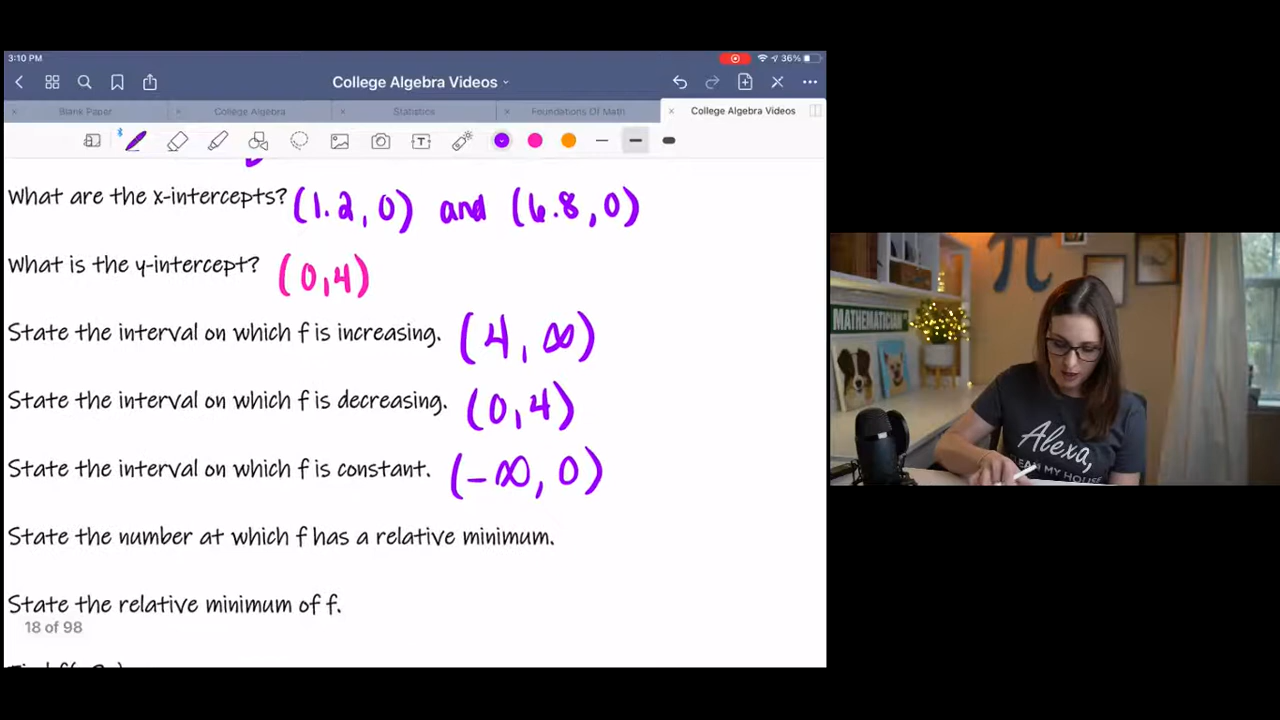 3:10 PM 36%
College Algebra Videos
Blank Paper College Algebra Statistics Foundations Of Math College Algebra Videos
What are the x-intercepts? (1.2, 0) and (6.8, 0)
What is the y-intercept? (0,4)
State the interval on which f is increasing. (4, ∞)
State the interval on which f is decreasing. (0,4)
State the interval on which f is constant. (-∞, 0)
State the number at which f has a relative minimum.
State the relative minimum of f.
18 of 98
MATHEMATICIAN
Alexa,
CLEAN MY HOUSE